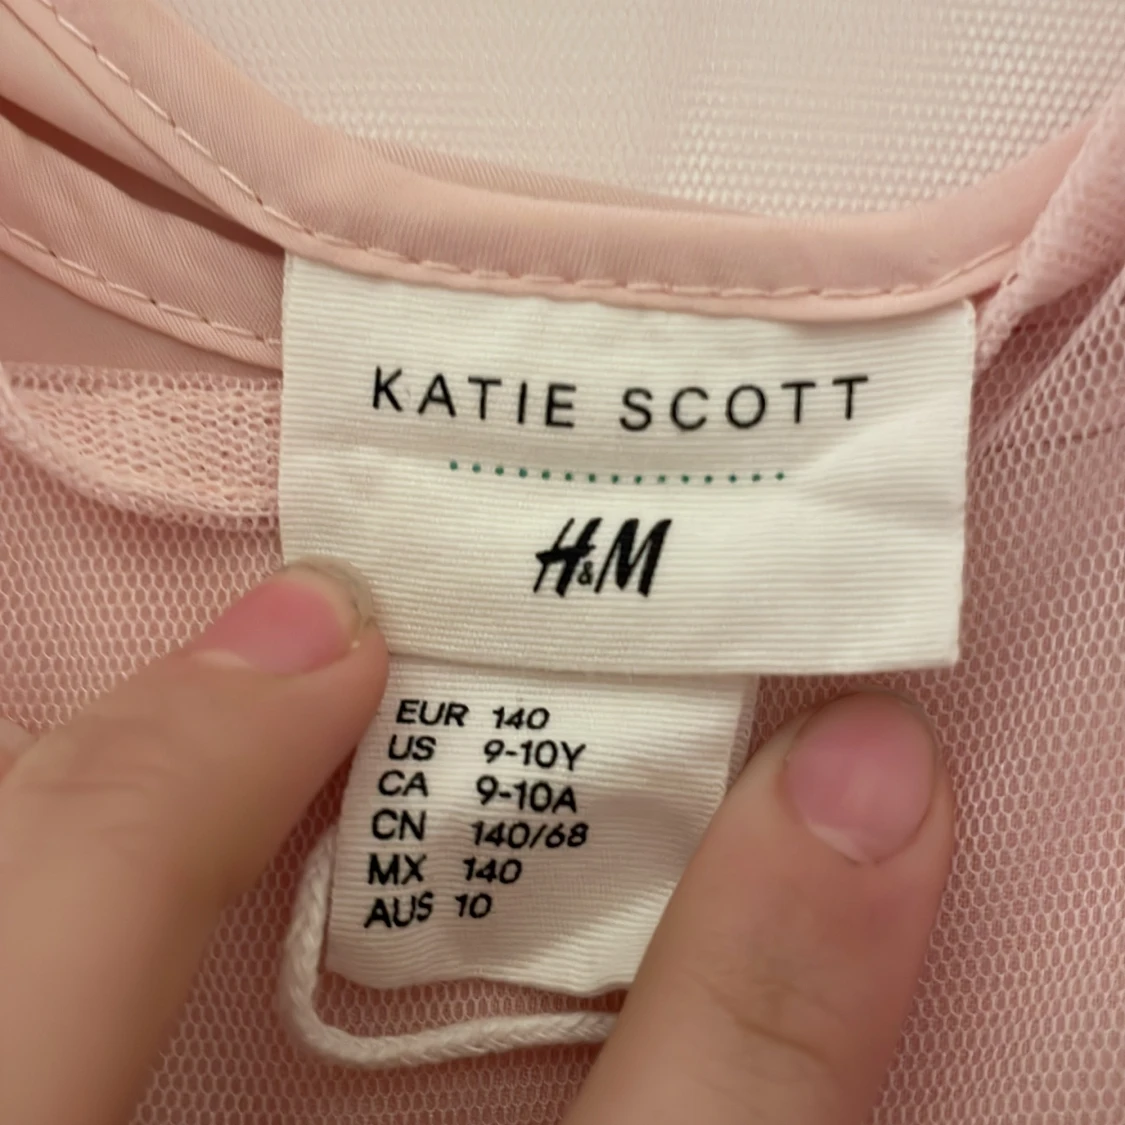 KATIE SCOTT
H&M
EUR 140
US 9-10Y
CA 9-10A
CN 140/68
MX 140
AUS 10